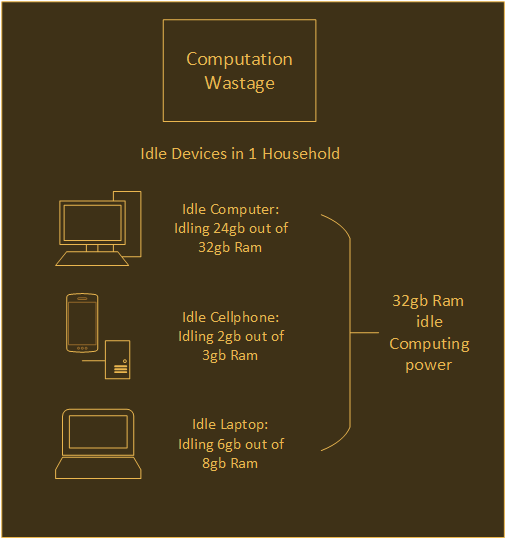 Computation
Wastage
Idle Devices in 1 Household
Idle Computer:
Idling 24gb out of
32gb Ram
Idle Cellphone:
Idling 2gb out of
3gb Ram
Idle Laptop:
Idling 6gb out of
8gb Ram
32gb Ram
idle
Computing
power